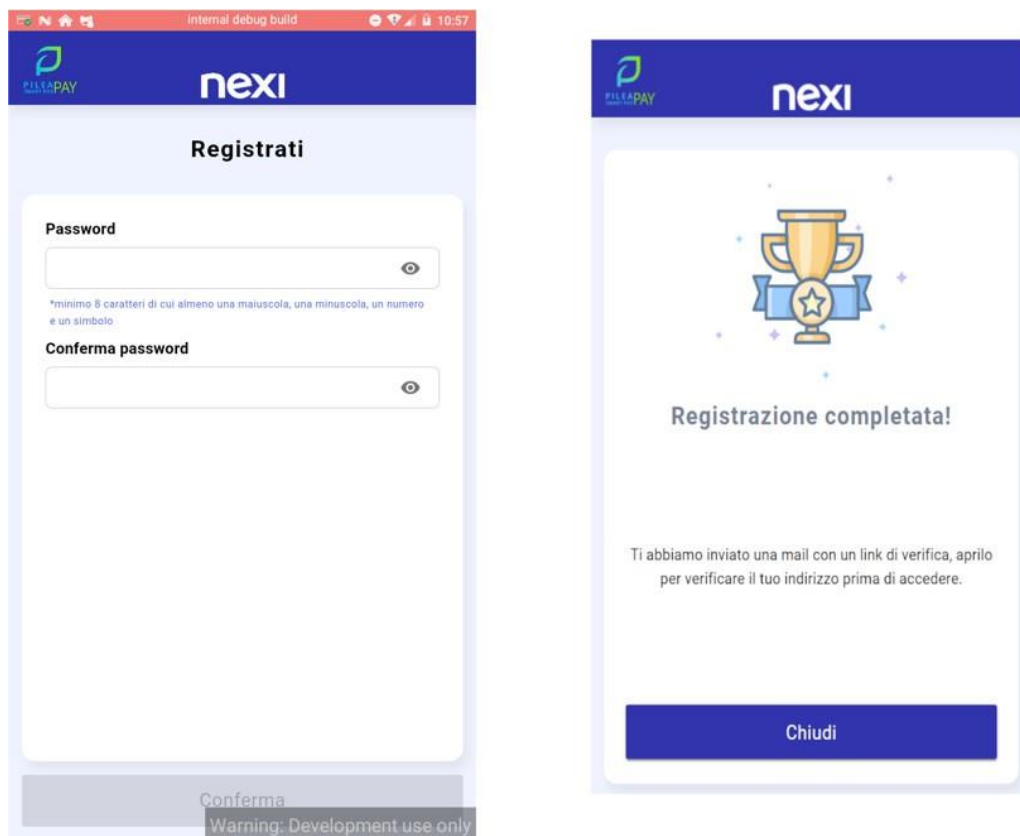 internal debug build
10:57
PILEAPAY
nexi
Registrati
Password
*minimo 8 caratteri di cui almeno una maiuscola, una minuscola, un numero
e un simbolo
Conferma password
Conferma
Warning: Development use only
PILEAPAY
nexi
Registrazione completata!
Ti abbiamo inviato una mail con un link di verifica, aprilo
per verificare il tuo indirizzo prima di accedere.
Chiudi